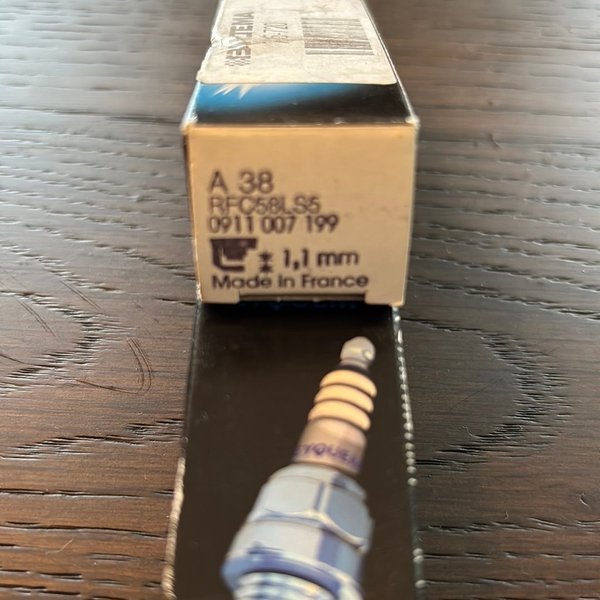 A 38
RFC58LS5
0911 007 199
1,1 mm
Made in France